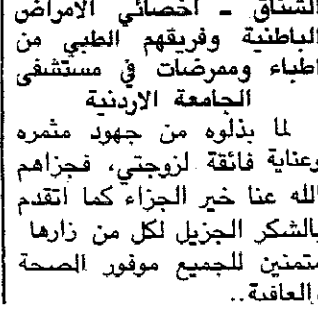 الشناق - اخصائي الامراض
الباطنية وفريقهم الطبي من
اطباء وممرضات في مستشفى
الجامعة الاردنية
لما بذلوه من جهود مثمره
وعناية فائقة لزوجتي، فجزاهم
الله عنا خير الجزاء كما اتقدم
بالشكر الجزيل لكل من زارها
متمنين للجميع موفور الصحة
والعافية..